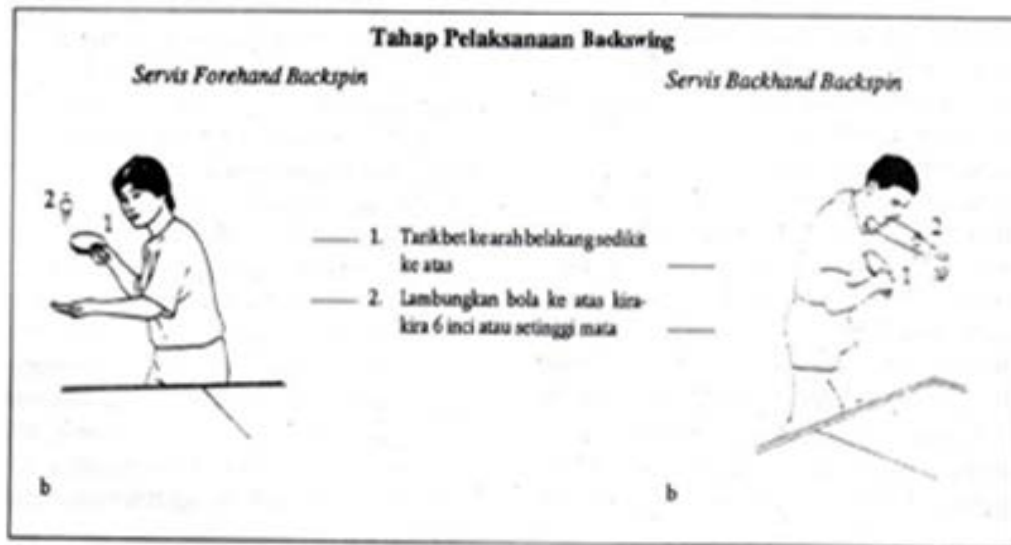 Tahap Pelaksanaan Backswing
Servis Forehand Backspin
Servis Backhand Backspin
2
1
1. Tarik bet ke arah belakang sedikit
ke atas
2. Lambungkan bola ke atas kira-
kira 6 inci atau setinggi mata
2
1
b
b